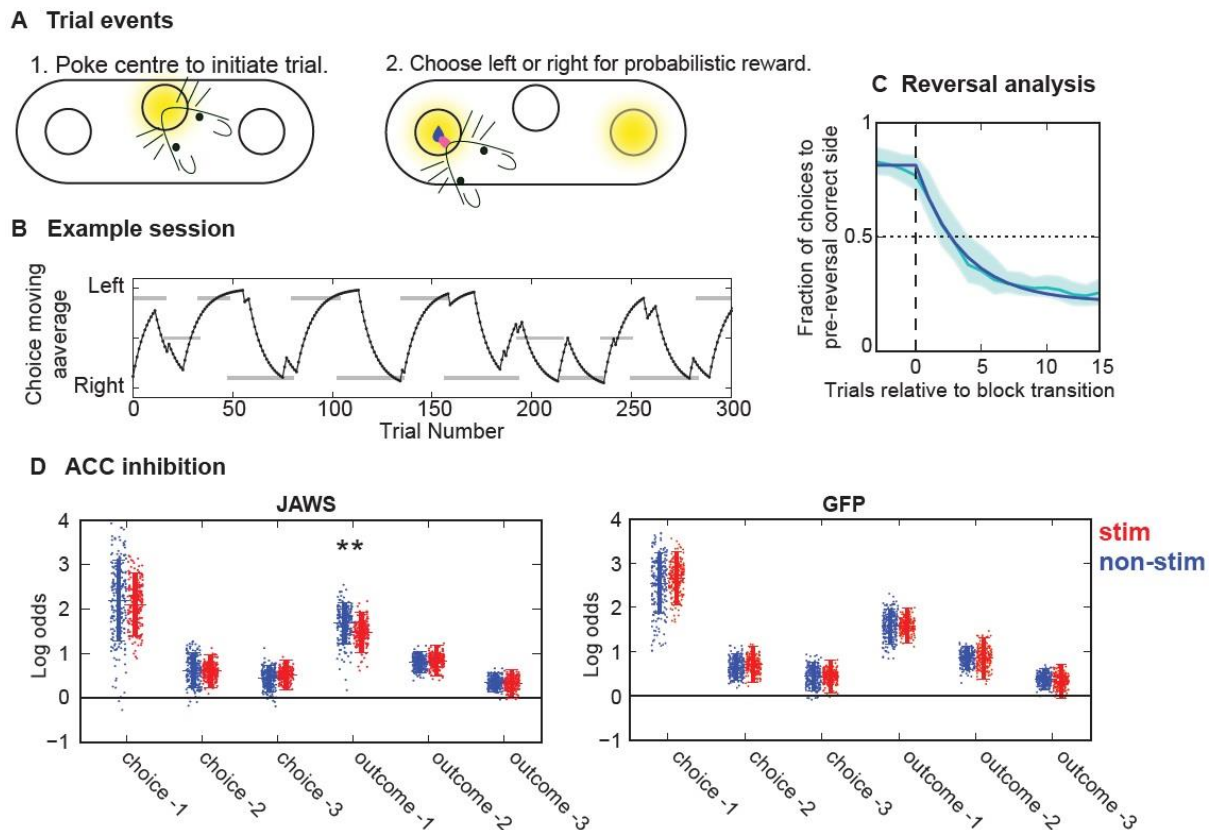 A Trial events
1. Poke centre to initiate trial.
2. Choose left or right for probabilistic reward.
C Reversal analysis
Fraction of choices to
pre-reversal correct side
1
0.5
0
0 5 10 15
Trials relative to block transition
B Example session
Choice moving
aaverage
Left
Right
0 50 100 150 200 250 300
Trial Number
D ACC inhibition
JAWS
**
Log odds
4
3
2
1
0
−1
choice -1
choice -2
choice -3
outcome -1
outcome -2
outcome -3
GFP
Log odds
4
3
2
1
0
−1
choice -1
choice -2
choice -3
outcome -1
outcome -2
outcome -3
stim
non-stim